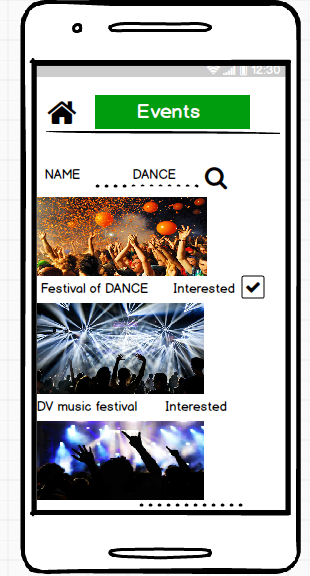 12:30
Events
NAME DANCE
Festival of DANCE Interested
DV music festival Interested